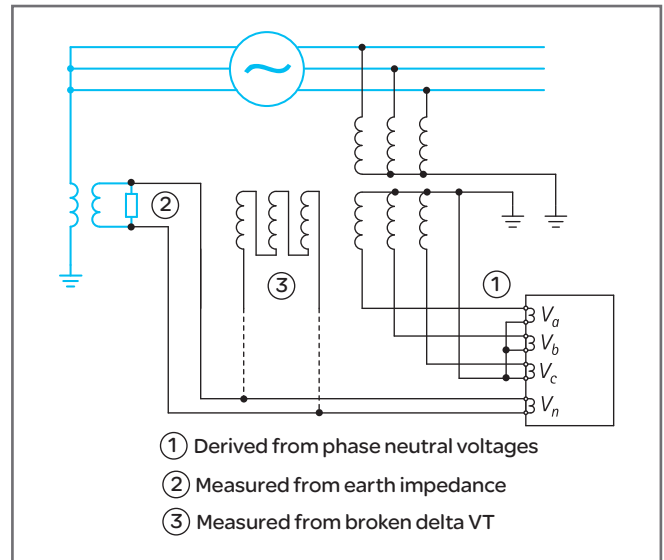 ②
③
①
Va
Vb
Vc
Vn
① Derived from phase neutral voltages
② Measured from earth impedance
③ Measured from broken delta VT